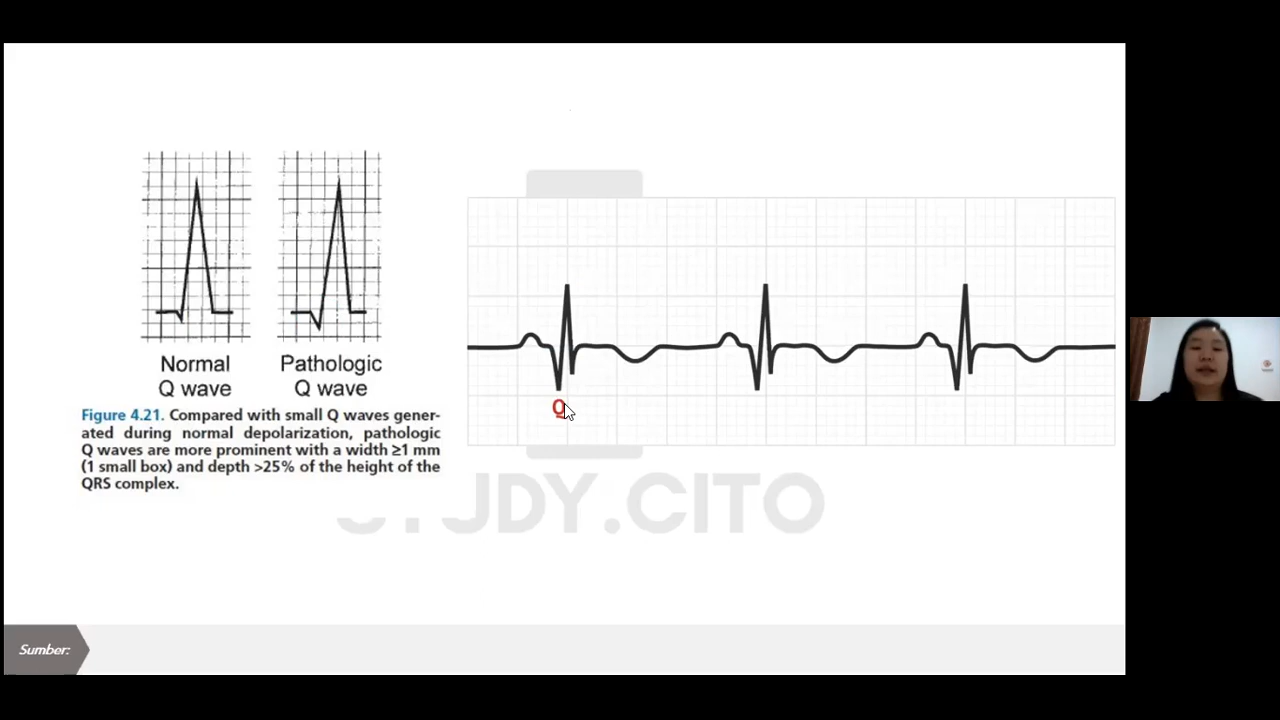 Normal
Q wave
Pathologic
Q wave
Figure 4.21. Compared with small Q waves gener-
ated during normal depolarization, pathologic
Q waves are more prominent with a width ≥1 mm
(1 small box) and depth >25% of the height of the
QRS complex.
Q
STUDY.CITO
Sumber: